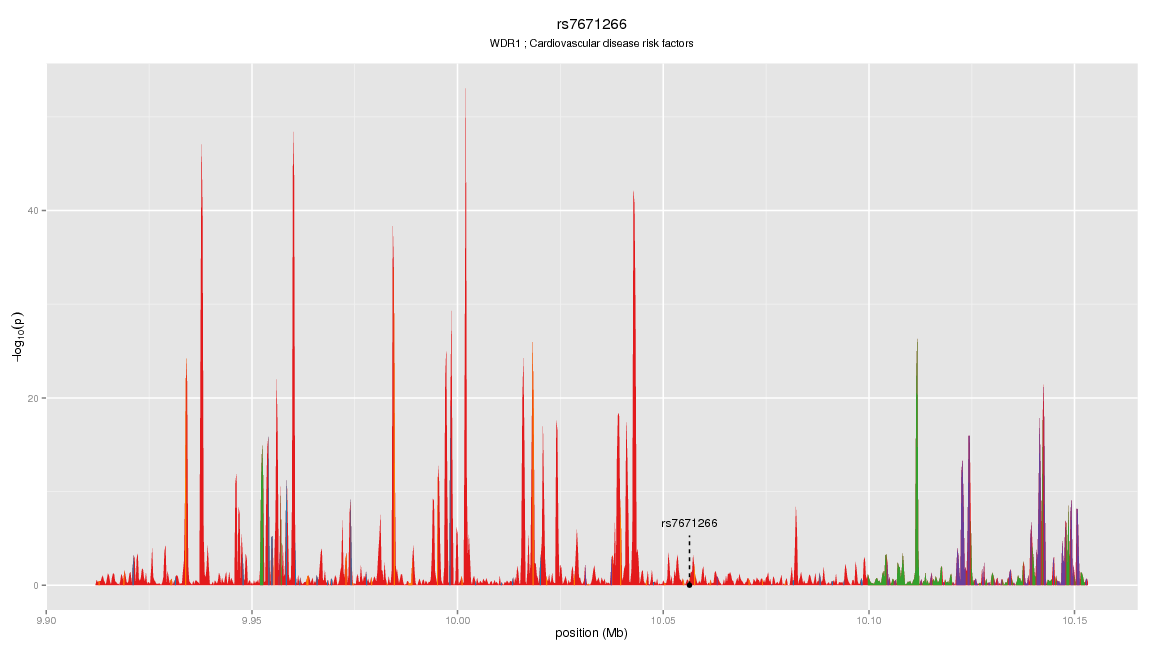 rs7671266
WDR1 ; Cardiovascular disease risk factors
−log10(p)
40
20
0
rs7671266
9.90 9.95 10.00 10.05 10.10 10.15
position (Mb)